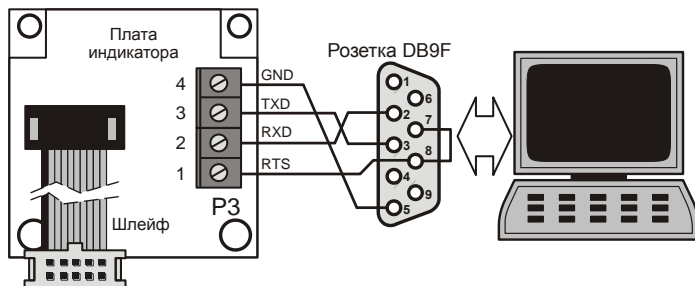 Плата
индикатора
Розетка DB9F
4 GND
3 TXD
2 RXD
1 RTS
P3
Шлейф
1
6
2
7
3
8
4
9
5